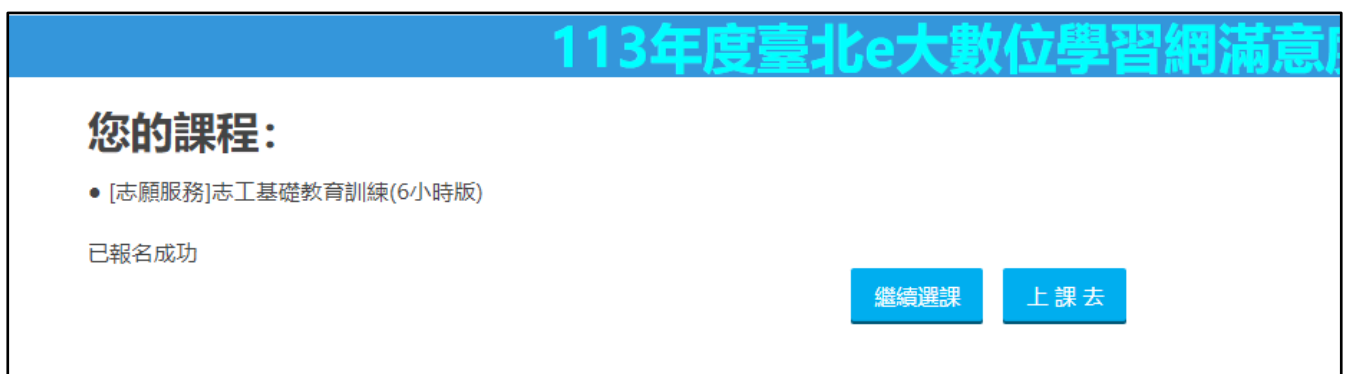 113年度臺北e大數位學習網滿意
您的課程：
● [志願服務]志工基礎教育訓練(6小時版)
已報名成功
繼續選課 上 課 去